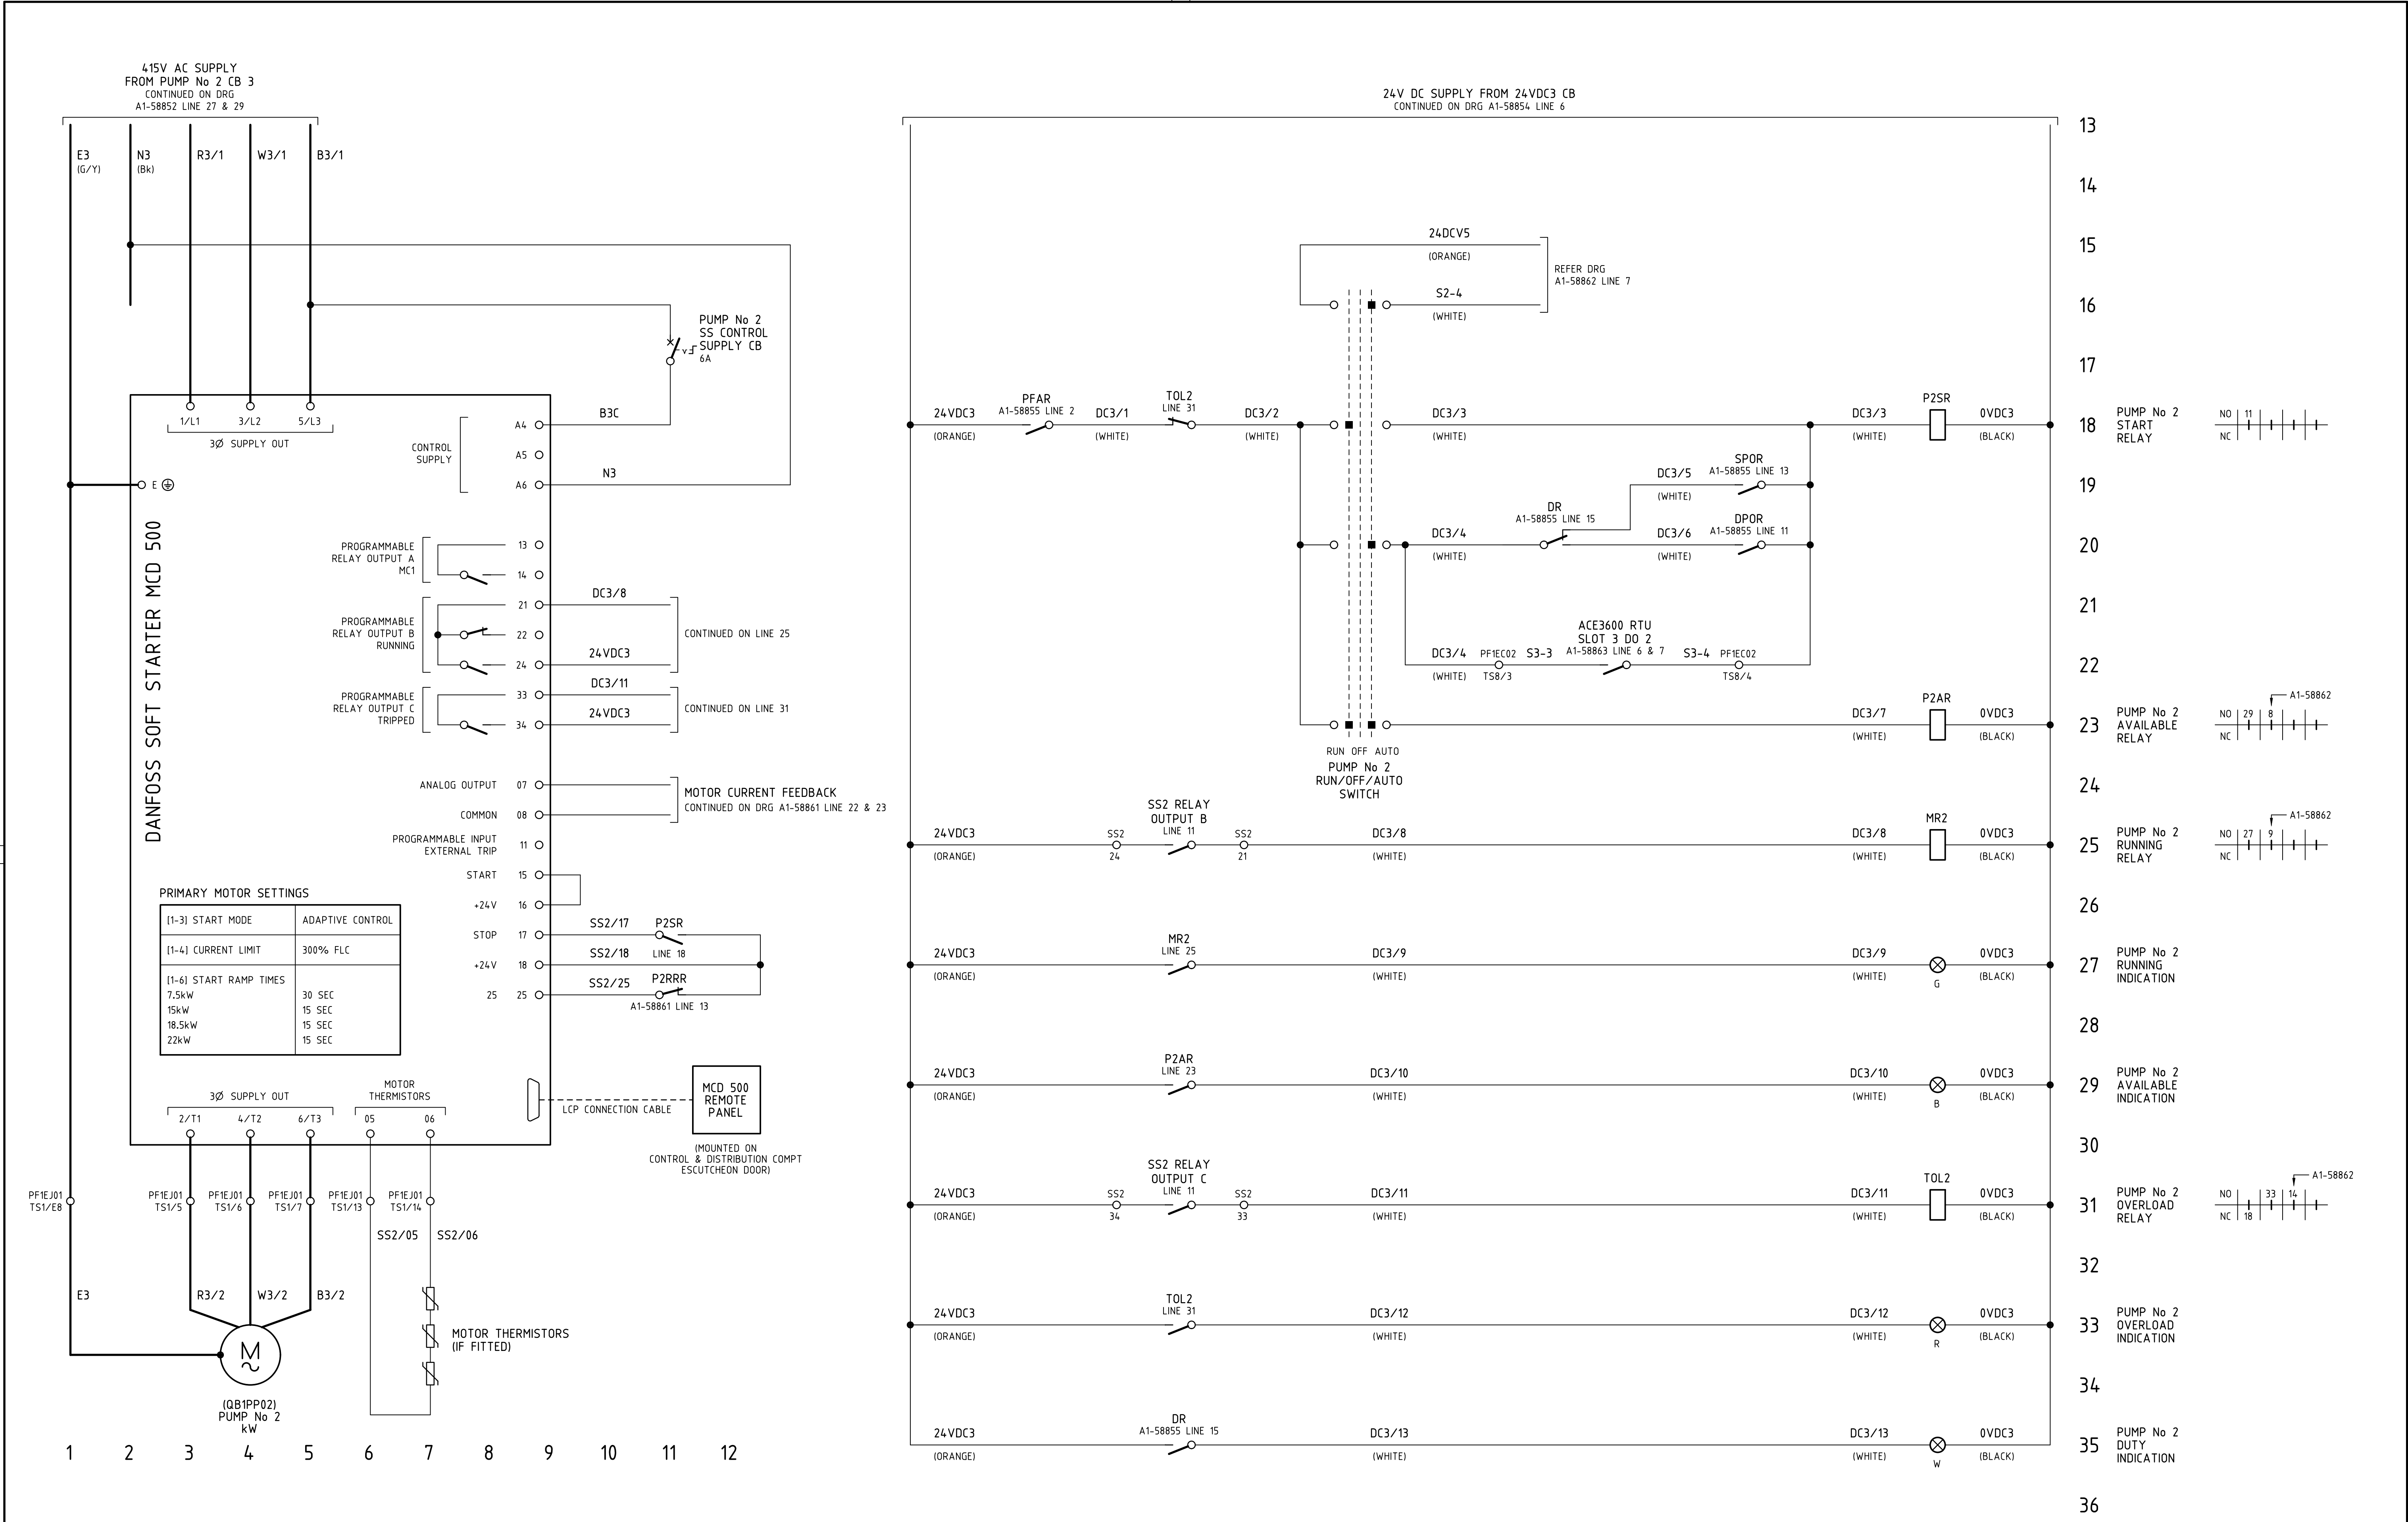 415V AC SUPPLY
FROM PUMP No 2 CB 3
CONTINUED ON DRG
A1-58852 LINE 27 & 29
E3
(G/Y)
N3
(Bk)
R3/1
W3/1
B3/1
PUMP No 2
SS CONTROL
SUPPLY CB
6A
1/L1
3/L2
5/L3
3Ø SUPPLY OUT
E
CONTROL
SUPPLY
A4
B3C
A5
A6
N3
DANFOSS SOFT STARTER MCD 500
PROGRAMMABLE
RELAY OUTPUT A
MC1
13
14
PROGRAMMABLE
RELAY OUTPUT B
RUNNING
21
22
24
DC3/8
24VDC3
CONTINUED ON LINE 25
PROGRAMMABLE
RELAY OUTPUT C
TRIPPED
33
34
DC3/11
24VDC3
CONTINUED ON LINE 31
ANALOG OUTPUT 07
COMMON 08
MOTOR CURRENT FEEDBACK
CONTINUED ON DRG A1-58861 LINE 22 & 23
PROGRAMMABLE INPUT
EXTERNAL TRIP
11
START 15
+24V 16
STOP 17
SS2/17
P2SR
LINE 18
+24V 18
SS2/18
25 25
SS2/25
P2RRR
A1-58861 LINE 13
PRIMARY MOTOR SETTINGS
[1-3] START MODE ADAPTIVE CONTROL
[1-4] CURRENT LIMIT 300% FLC
[1-6] START RAMP TIMES
7.5kW 30 SEC
15kW 15 SEC
18.5kW 15 SEC
22kW 15 SEC
3Ø SUPPLY OUT
2/T1
4/T2
6/T3
MOTOR
THERMISTORS
05
06
LCP CONNECTION CABLE
MCD 500
REMOTE
PANEL
(MOUNTED ON
CONTROL & DISTRIBUTION COMPT
ESCUTCHEON DOOR)
PF1EJ01
TS1/E8
PF1EJ01
TS1/5
PF1EJ01
TS1/6
PF1EJ01
TS1/7
PF1EJ01
TS1/13
PF1EJ01
TS1/14
SS2/05
SS2/06
E3
R3/2
W3/2
B3/2
M
MOTOR THERMISTORS
(IF FITTED)
(QB1PP02)
PUMP No 2
kW
1 2 3 4 5 6 7 8 9 10 11 12
24V DC SUPPLY FROM 24VDC3 CB
CONTINUED ON DRG A1-58854 LINE 6
13
14
24DCV5
(ORANGE)
15
REFER DRG
A1-58862 LINE 7
S2-4
(WHITE)
16
17
24VDC3
(ORANGE)
PFAR
A1-58855 LINE 2
DC3/1
(WHITE)
TOL2
LINE 31
DC3/2
(WHITE)
DC3/3
(WHITE)
DC3/3
(WHITE)
P2SR
0VDC3
(BLACK)
18
PUMP No 2
START
RELAY
NO 11
NC
DC3/5
(WHITE)
SPOR
A1-58855 LINE 13
19
DC3/4
(WHITE)
DR
A1-58855 LINE 15
DC3/6
(WHITE)
DPOR
A1-58855 LINE 11
20
21
DC3/4
(WHITE)
PF1EC02
TS8/3
S3-3
ACE3600 RTU
SLOT 3 DO 2
A1-58863 LINE 6 & 7
S3-4
PF1EC02
TS8/4
22
DC3/7
(WHITE)
P2AR
0VDC3
(BLACK)
23
PUMP No 2
AVAILABLE
RELAY
A1-58862
NO 29 8
NC
RUN OFF AUTO
PUMP No 2
RUN/OFF/AUTO
SWITCH
24
24VDC3
(ORANGE)
SS2
24
SS2 RELAY
OUTPUT B
LINE 11
SS2
21
DC3/8
(WHITE)
DC3/8
(WHITE)
MR2
0VDC3
(BLACK)
25
PUMP No 2
RUNNING
RELAY
A1-58862
NO 27 9
NC
26
24VDC3
(ORANGE)
MR2
LINE 25
DC3/9
(WHITE)
DC3/9
(WHITE)
G
0VDC3
(BLACK)
27
PUMP No 2
RUNNING
INDICATION
28
24VDC3
(ORANGE)
P2AR
LINE 23
DC3/10
(WHITE)
DC3/10
(WHITE)
B
0VDC3
(BLACK)
29
PUMP No 2
AVAILABLE
INDICATION
30
24VDC3
(ORANGE)
SS2
34
SS2 RELAY
OUTPUT C
LINE 11
SS2
33
DC3/11
(WHITE)
DC3/11
(WHITE)
TOL2
0VDC3
(BLACK)
31
PUMP No 2
OVERLOAD
RELAY
A1-58862
NO 33 14
NC 18
32
24VDC3
(ORANGE)
TOL2
LINE 31
DC3/12
(WHITE)
DC3/12
(WHITE)
R
0VDC3
(BLACK)
33
PUMP No 2
OVERLOAD
INDICATION
34
24VDC3
(ORANGE)
DR
A1-58855 LINE 15
DC3/13
(WHITE)
DC3/13
(WHITE)
W
0VDC3
(BLACK)
35
PUMP No 2
DUTY
INDICATION
36